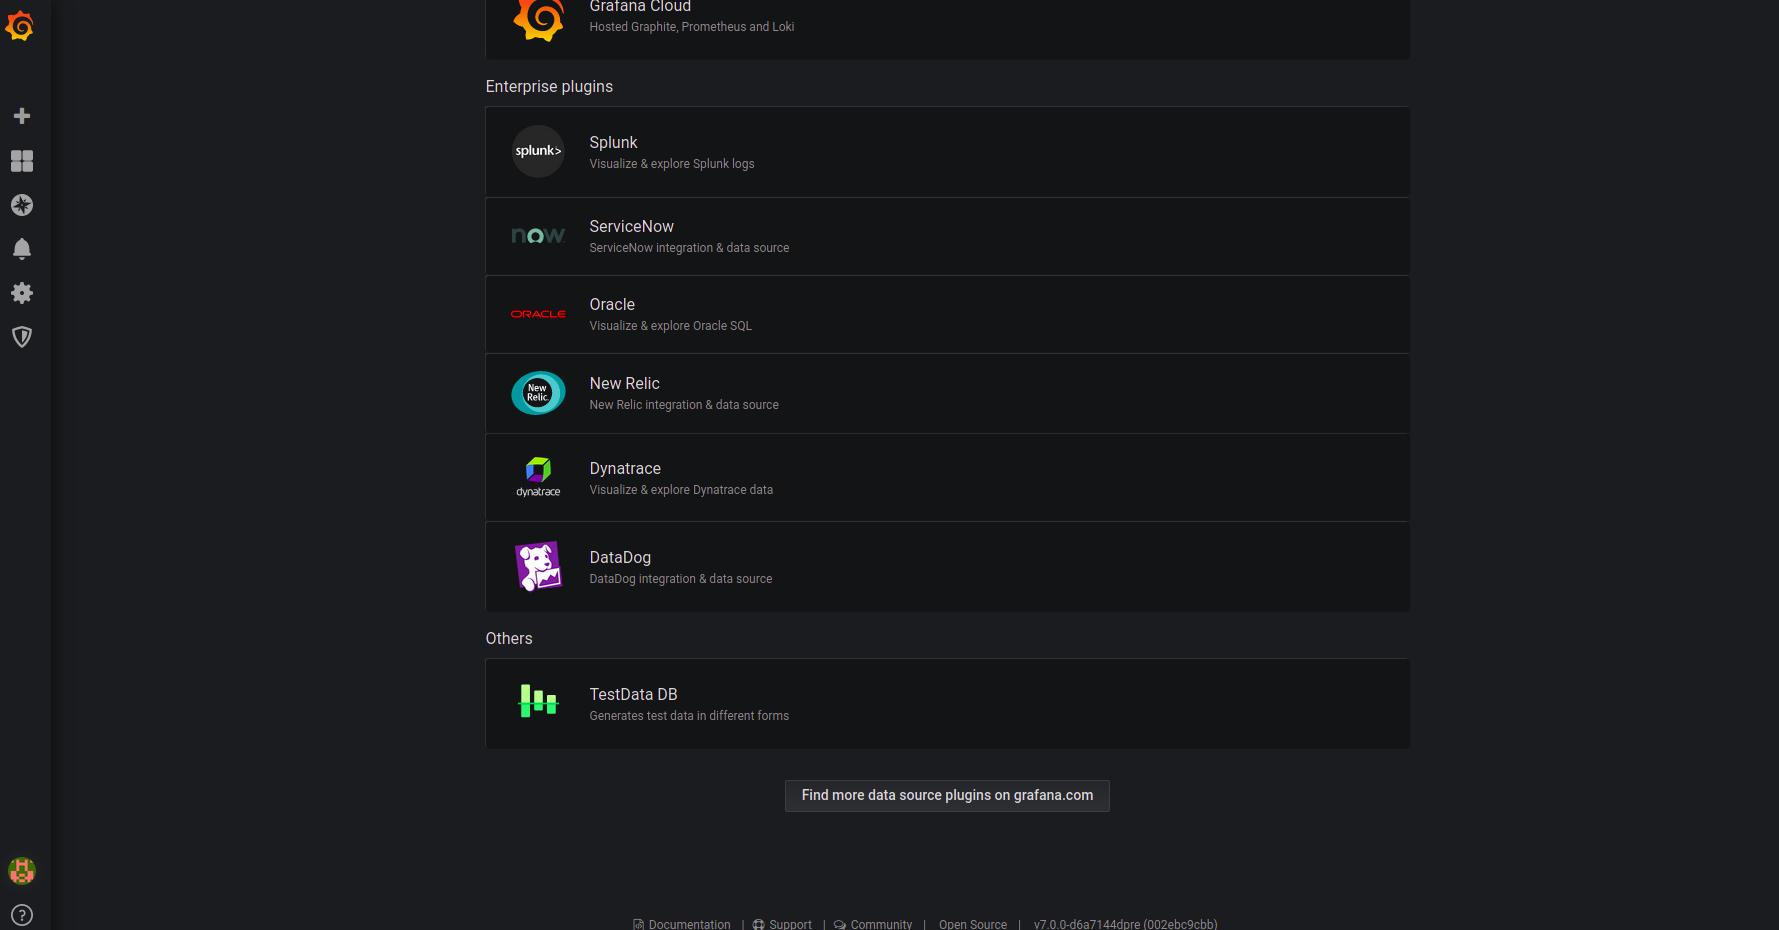 Grafana Cloud
Hosted Graphite, Prometheus and Loki
Enterprise plugins
splunk>
Splunk
Visualize & explore Splunk logs
now
ServiceNow
ServiceNow integration & data source
ORACLE
Oracle
Visualize & explore Oracle SQL
New
Relic.
New Relic
New Relic integration & data source
dynatrace
Dynatrace
Visualize & explore Dynatrace data
DataDog
DataDog integration & data source
Others
TestData DB
Generates test data in different forms
Find more data source plugins on grafana.com
Documentation | Support | Community | Open Source | v7.0.0-d6a7144dpre (002ebc9cbb)